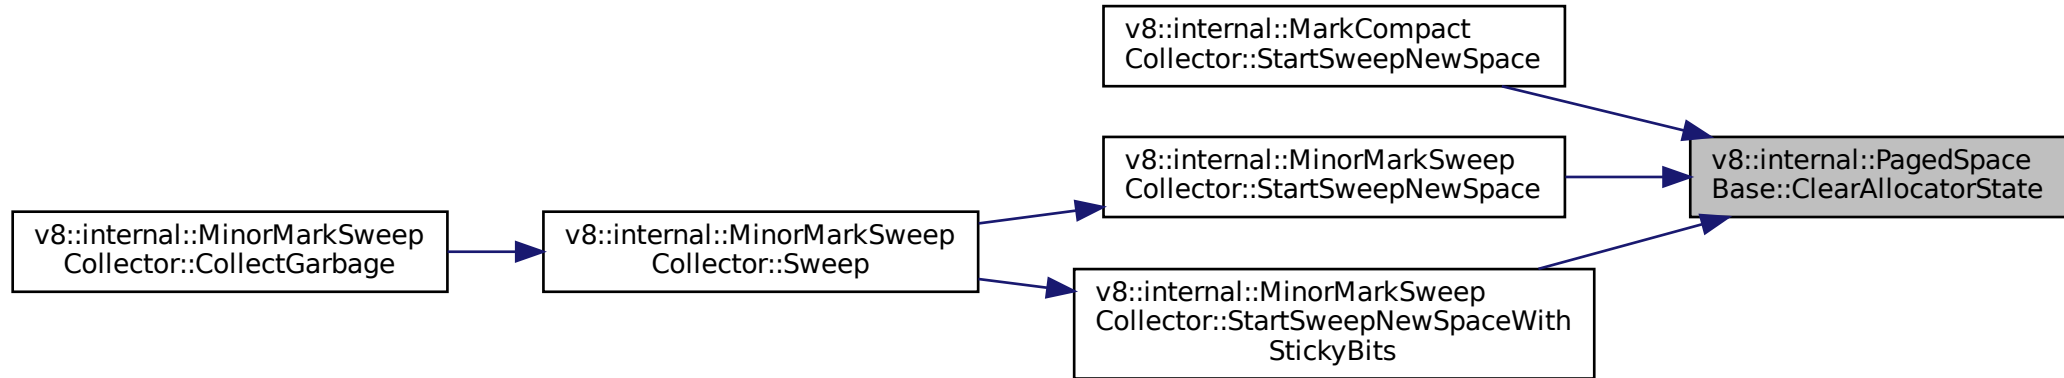 v8::internal::MarkCompact
Collector::StartSweepNewSpace
v8::internal::MinorMarkSweep
Collector::StartSweepNewSpace
v8::internal::PagedSpace
Base::ClearAllocatorState
v8::internal::MinorMarkSweep
Collector::CollectGarbage
v8::internal::MinorMarkSweep
Collector::Sweep
v8::internal::MinorMarkSweep
Collector::StartSweepNewSpaceWith
StickyBits